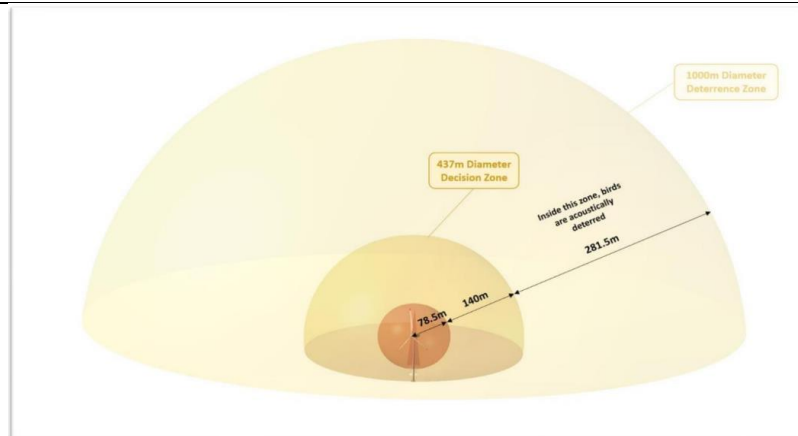 1000m Diameter
Deterrence Zone
437m Diameter
Decision Zone
Inside this zone, birds
are acoustically
deterred
281.5m
140m
78.5m